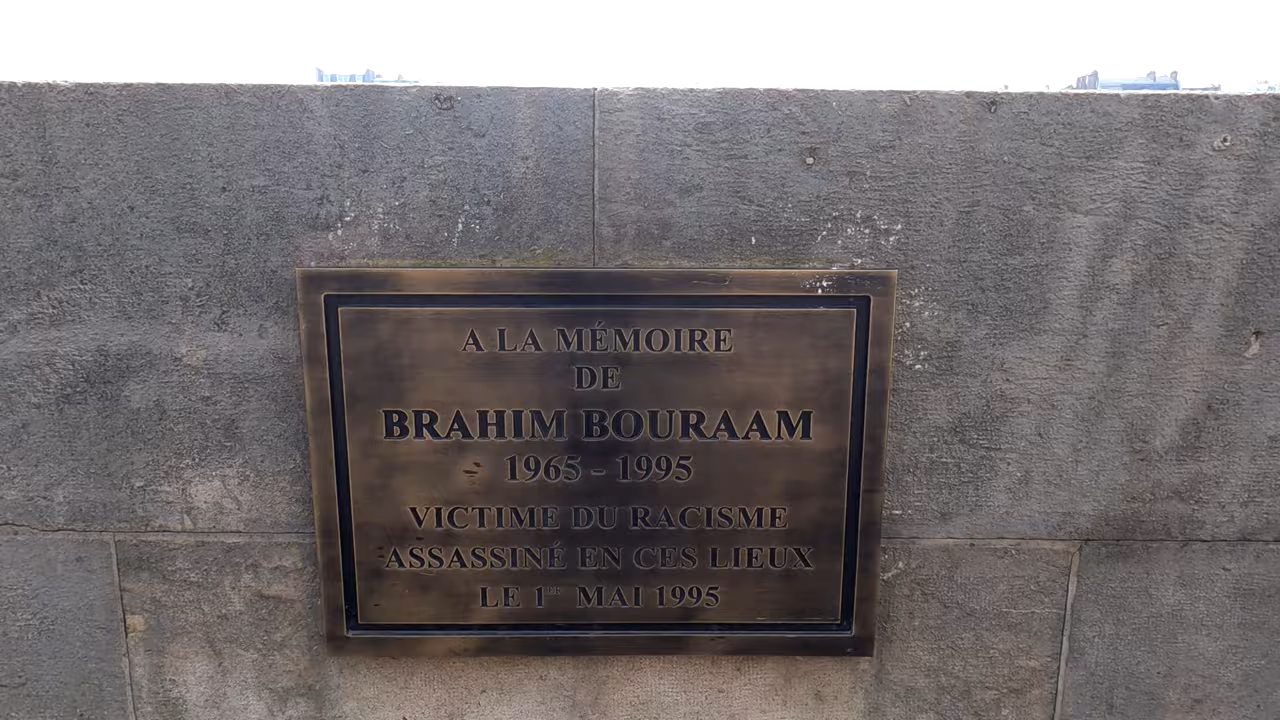 A LA MÉMOIRE
DE
BRAHIM BOURAAM
1965 - 1995
VICTIME DU RACISME
ASSASSINÉ EN CES LIEUX
LE 1ER MAI 1995